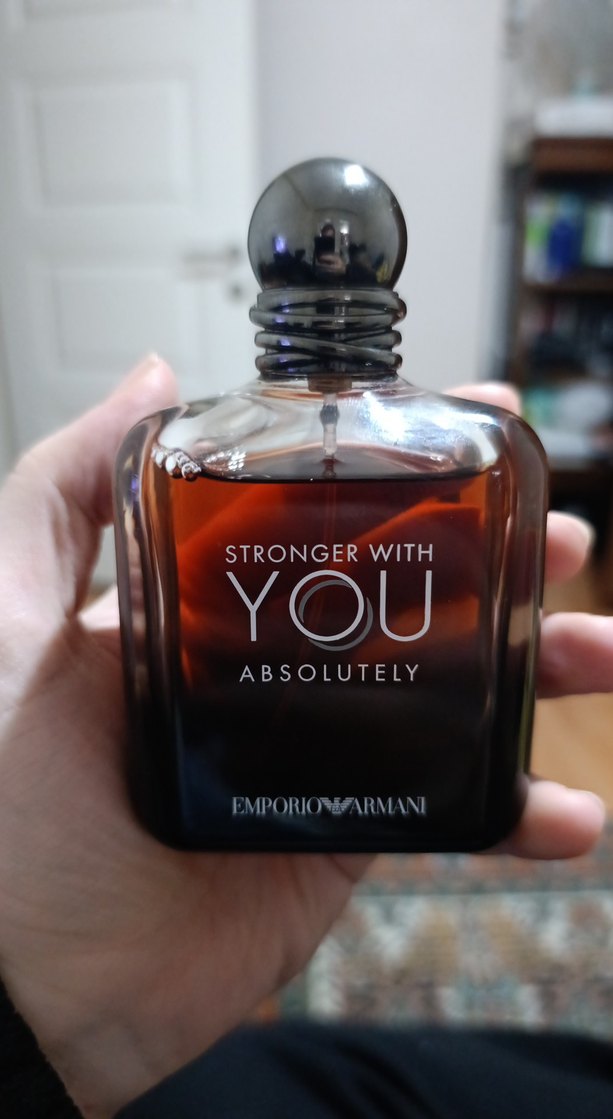 STRONGER WITH
YOU
ABSOLUTELY
EMPORIO ARMANI